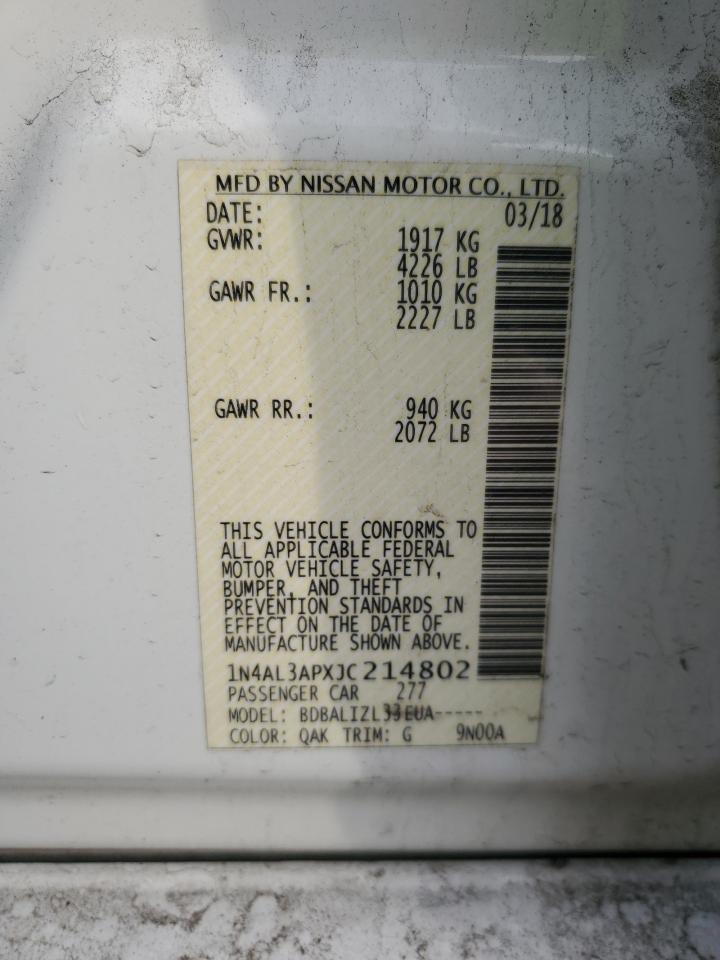 MFD BY NISSAN MOTOR CO., LTD.
DATE: 03/18
GVWR: 1917 KG
4226 LB
GAWR FR.: 1010 KG
2227 LB
GAWR RR.: 940 KG
2072 LB
THIS VEHICLE CONFORMS TO
ALL APPLICABLE FEDERAL
MOTOR VEHICLE SAFETY,
BUMPER, AND THEFT
PREVENTION STANDARDS IN
EFFECT ON THE DATE OF
MANUFACTURE SHOWN ABOVE.
1N4AL3APXJC214802
PASSENGER CAR 277
MODEL: BDBALIZL33EUA-----
COLOR: QAK TRIM: G 9N00A